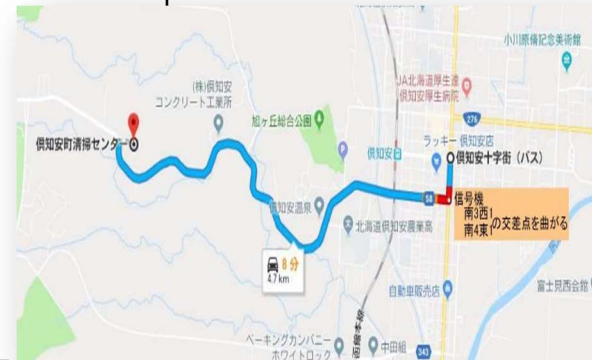 小川原脩記念美術館
(株)倶知安
コンクリート工業所
JA北海道厚生連
倶知安厚生病院
276
旭ヶ丘総合公園
倶知安町清掃センター
ラッキー 倶知安店
倶知安
倶知安十字街(バス)
58
信号機
南3西1
南4東1
の交差点を曲がる
倶知安温泉
北海道倶知安農業高
8 分
4.7 km
自動車販売店
富士見西会館
ベーキングカンパニー
ホワイトロック
函館本線
中田組
343